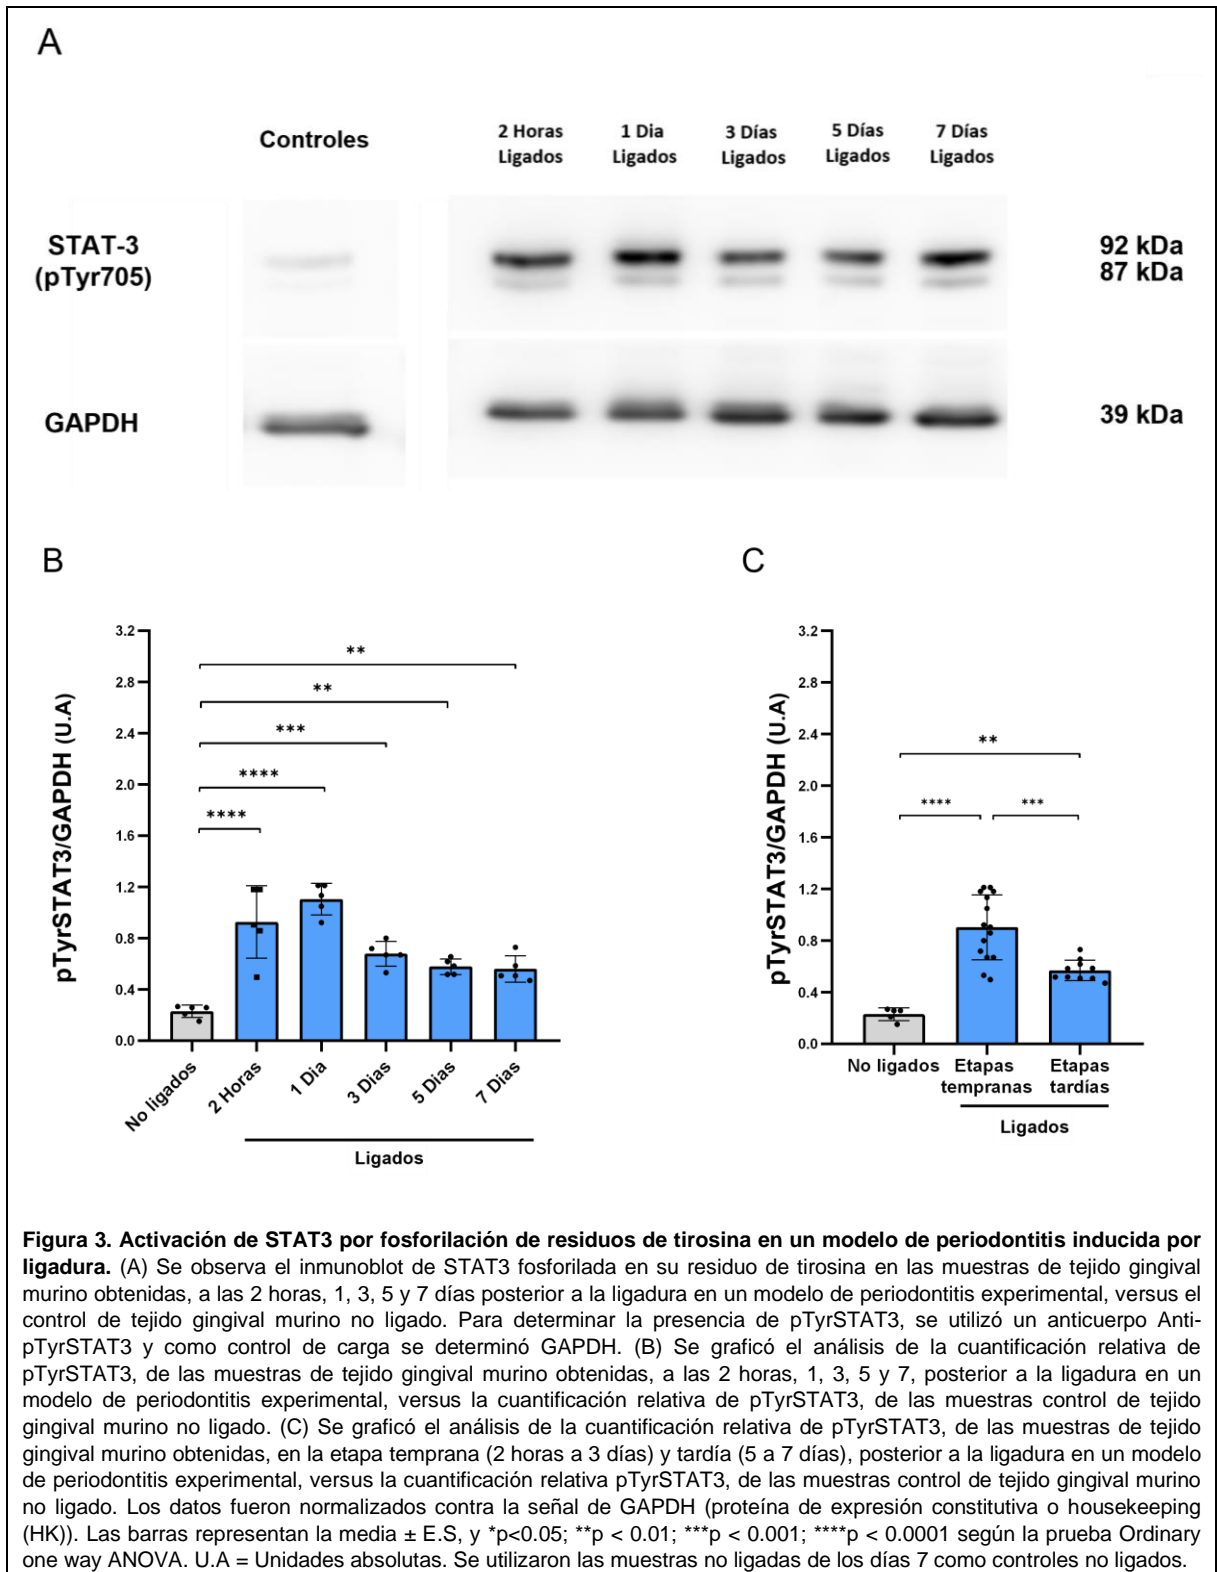 A
Controles
2 Horas Ligados
1 Dia Ligados
3 Días Ligados
5 Días Ligados
7 Días Ligados
STAT-3
(pTyr705)
92 kDa
87 kDa
GAPDH
39 kDa
B
pTyrSTAT3/GAPDH (U.A)
3.2
2.8
2.4
2.0
1.6
1.2
0.8
0.4
0.0
**
**
***
****
****
No ligados
2 Horas
1 Dia
3 Dias
5 Dias
7 Dias
Ligados
C
pTyrSTAT3/GAPDH (U.A)
3.2
2.8
2.4
2.0
1.6
1.2
0.8
0.4
0.0
**
****
***
No ligados
Etapas tempranas
Etapas tardías
Ligados
Figura 3. Activación de STAT3 por fosforilación de residuos de tirosina en un modelo de periodontitis inducida por
ligadura. (A) Se observa el inmunoblot de STAT3 fosforilada en su residuo de tirosina en las muestras de tejido gingival
murino obtenidas, a las 2 horas, 1, 3, 5 y 7 días posterior a la ligadura en un modelo de periodontitis experimental, versus el
control de tejido gingival murino no ligado. Para determinar la presencia de pTyrSTAT3, se utilizó un anticuerpo Anti-
pTyrSTAT3 y como control de carga se determinó GAPDH. (B) Se graficó el análisis de la cuantificación relativa de
pTyrSTAT3, de las muestras de tejido gingival murino obtenidas, a las 2 horas, 1, 3, 5 y 7, posterior a la ligadura en un
modelo de periodontitis experimental, versus la cuantificación relativa de pTyrSTAT3, de las muestras control de tejido
gingival murino no ligado. (C) Se graficó el análisis de la cuantificación relativa de pTyrSTAT3, de las muestras de tejido
gingival murino obtenidas, en la etapa temprana (2 horas a 3 días) y tardía (5 a 7 días), posterior a la ligadura en un modelo
de periodontitis experimental, versus la cuantificación relativa pTyrSTAT3, de las muestras control de tejido gingival murino
no ligado. Los datos fueron normalizados contra la señal de GAPDH (proteína de expresión constitutiva o housekeeping
(HK)). Las barras representan la media ± E.S, y *p<0.05; **p < 0.01; ***p < 0.001; ****p < 0.0001 según la prueba Ordinary
one way ANOVA. U.A = Unidades absolutas. Se utilizaron las muestras no ligadas de los días 7 como controles no ligados.